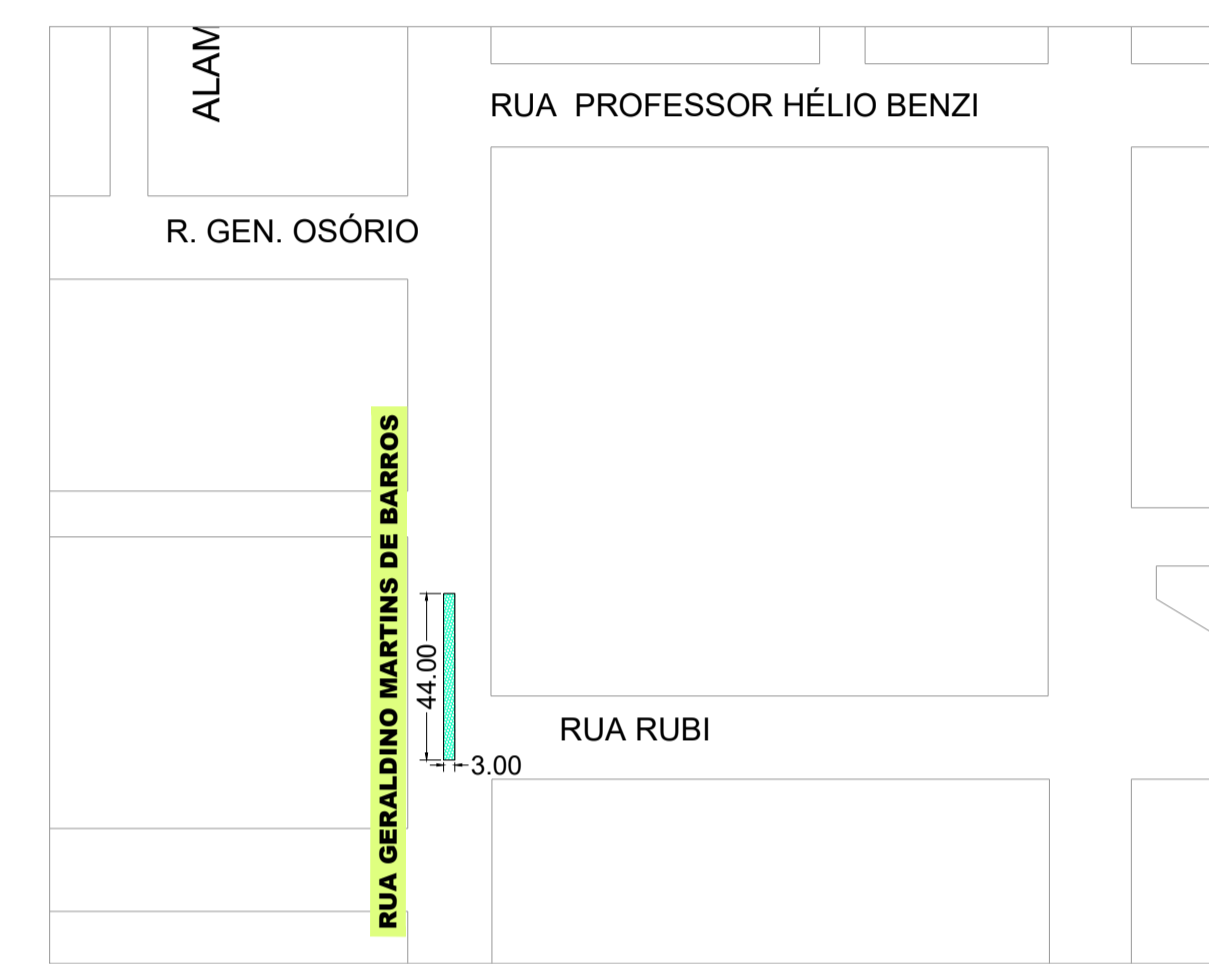 ALAM
RUA PROFESSOR HÉLIO BENZI
R. GEN. OSÓRIO
RUA GERALDINO MARTINS DE BARROS
44.00
RUA RUBI
3.00